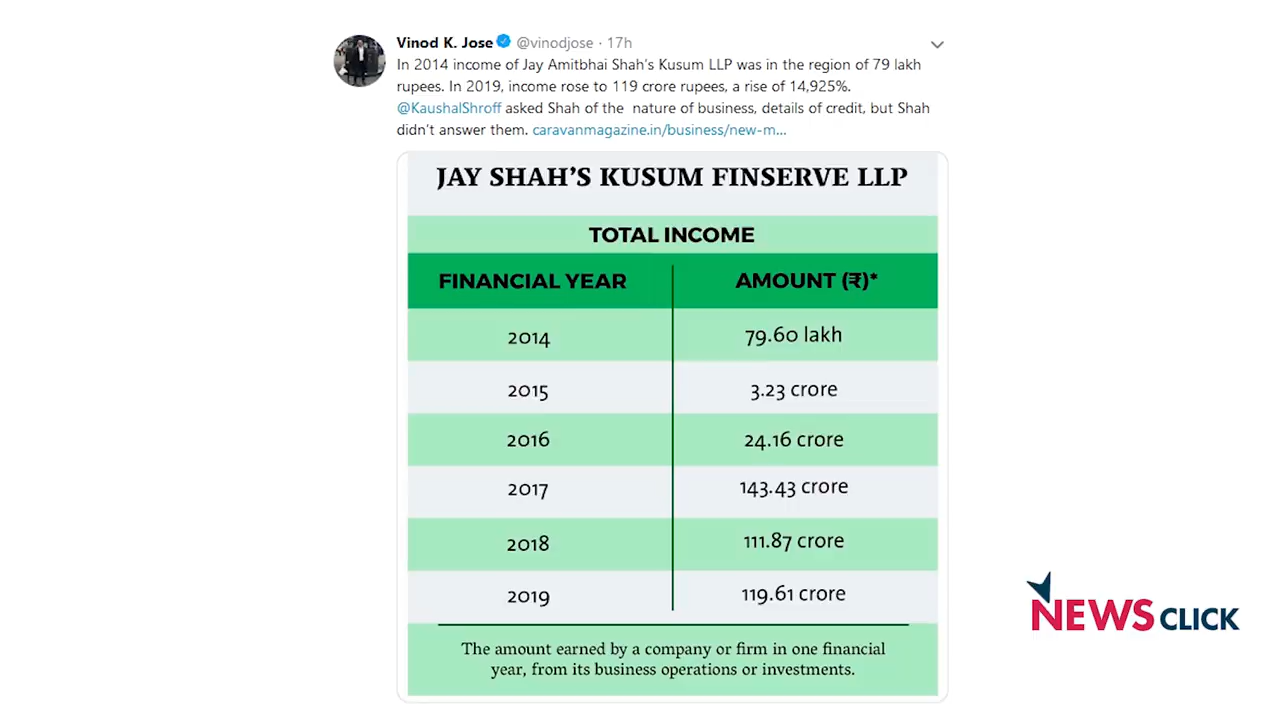 Vinod K. Jose @vinodjose · 17h
In 2014 income of Jay Amitbhai Shah's Kusum LLP was in the region of 79 lakh
rupees. In 2019, income rose to 119 crore rupees, a rise of 14,925%.
@KaushalShroff asked Shah of the nature of business, details of credit, but Shah
didn't answer them. caravanmagazine.in/business/new-m...
JAY SHAH'S KUSUM FINSERVE LLP
TOTAL INCOME
FINANCIAL YEAR AMOUNT (₹)*
2014 79.60 lakh
2015 3.23 crore
2016 24.16 crore
2017 143.43 crore
2018 111.87 crore
2019 119.61 crore
The amount earned by a company or firm in one financial
year, from its business operations or investments.
NEWS CLICK